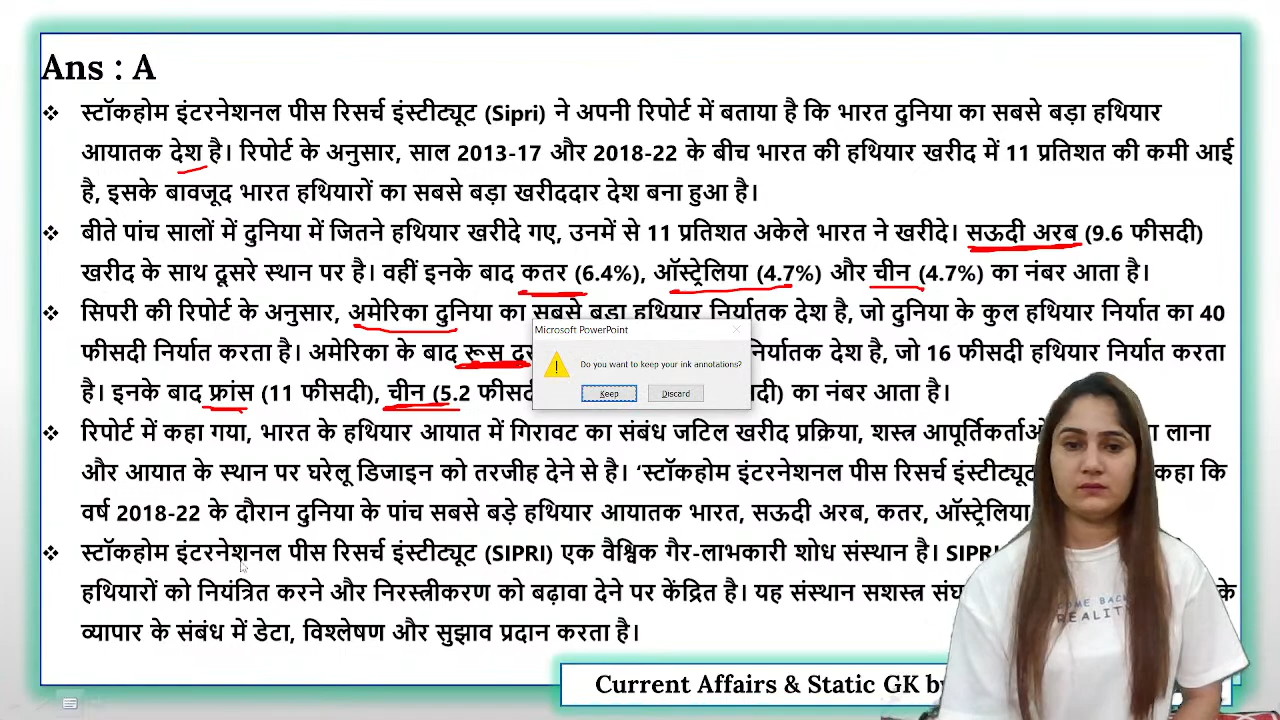 Ans : A
❖ स्टॉकहोम इंटरनेशनल पीस रिसर्च इंस्टीट्यूट (Sipri) ने अपनी रिपोर्ट में बताया है कि भारत दुनिया का सबसे बड़ा हथियार
आयातक देश है। रिपोर्ट के अनुसार, साल 2013-17 और 2018-22 के बीच भारत की हथियार खरीद में 11 प्रतिशत की कमी आई
है, इसके बावजूद भारत हथियारों का सबसे बड़ा खरीददार देश बना हुआ है।
❖ बीते पांच सालों में दुनिया में जितने हथियार खरीदे गए, उनमें से 11 प्रतिशत अकेले भारत ने खरीदे। सऊदी अरब (9.6 फीसदी)
खरीद के साथ दूसरे स्थान पर है। वहीं इनके बाद कतर (6.4%), ऑस्ट्रेलिया (4.7%) और चीन (4.7%) का नंबर आता है।
❖ सिपरी की रिपोर्ट के अनुसार, अमेरिका दुनिया का सबसे बड़ा हथियार निर्यातक देश है, जो दुनिया के कुल हथियार निर्यात का 40
फीसदी निर्यात करता है। अमेरिका के बाद रूस निर्यातक देश है, जो 16 फीसदी हथियार निर्यात करता
है। इनके बाद फ्रांस (11 फीसदी), चीन (5.2 का नंबर आता है।
Microsoft PowerPoint
Do you want to keep your ink annotations?
Keep Discard
❖ रिपोर्ट में कहा गया, भारत के हथियार आयात में गिरावट का संबंध जटिल खरीद प्रक्रिया, शस्त्र लाना
और आयात के स्थान पर घरेलू डिजाइन को तरजीह देने से है। ‘स्टॉकहोम इंटरनेशनल पीस रिसर्च कहा कि
वर्ष 2018-22 के दौरान दुनिया के पांच सबसे बड़े हथियार आयातक भारत, सऊदी अरब, कतर, ऑस्ट्रेलिया
❖ स्टॉकहोम इंटरनेशनल पीस रिसर्च इंस्टीट्यूट (SIPRI) एक वैश्विक गैर-लाभकारी शोध संस्थान है।
हथियारों को नियंत्रित करने और निरस्त्रीकरण को बढ़ावा देने पर केंद्रित है। यह संस्थान सशस्त्र के
व्यापार के संबंध में डेटा, विश्लेषण और सुझाव प्रदान करता है।
COME BACK
REALITY
Current Affairs & Static GK